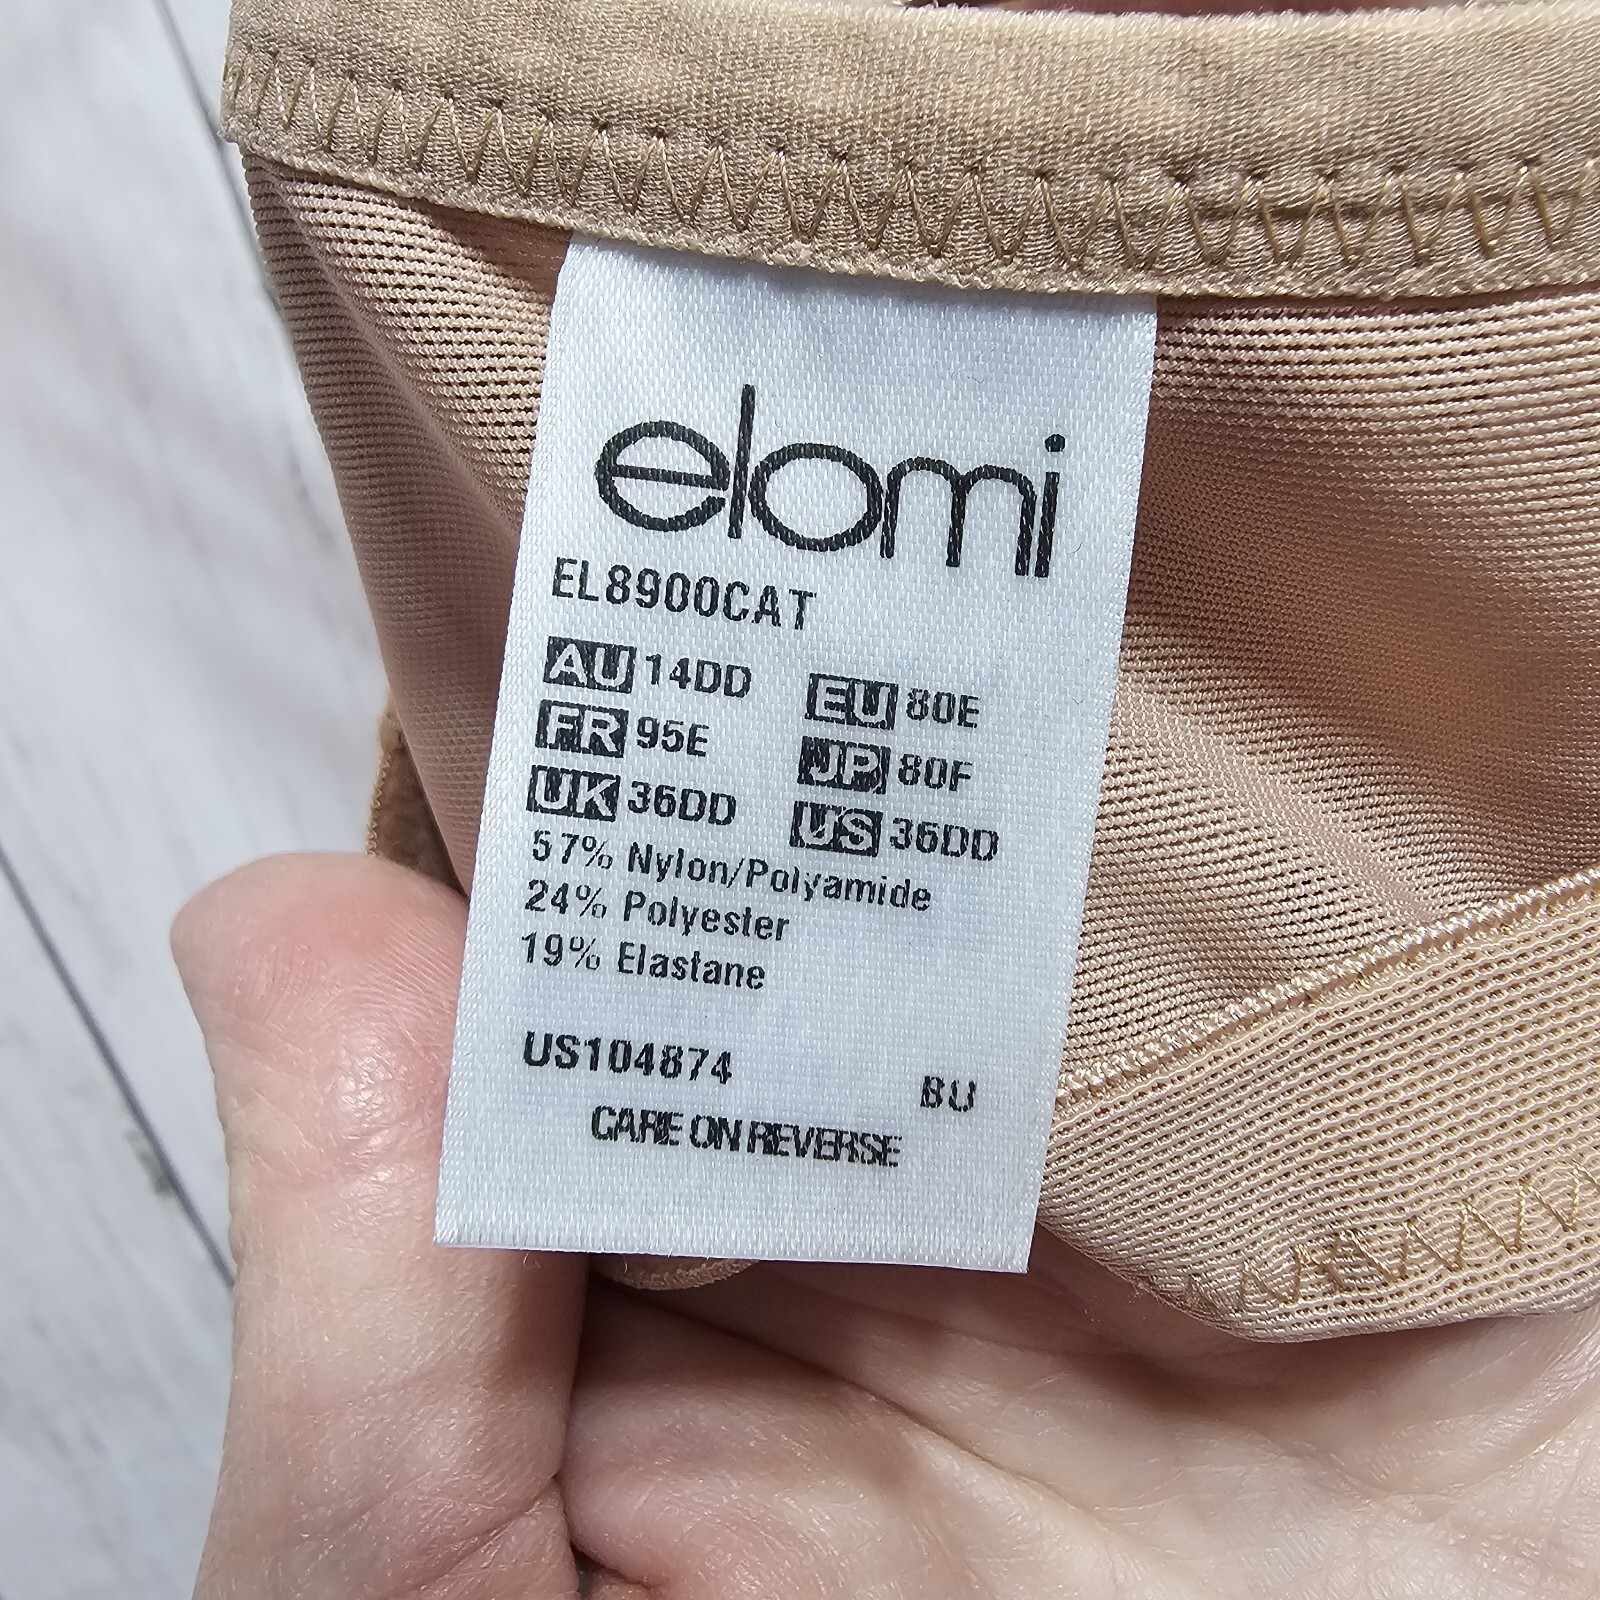 elomi
EL8900CAT
AU 14DD EU 80E
FR 95E JP 80F
UK 36DD US 36DD
57% Nylon/Polyamide
24% Polyester
19% Elastane
US104874
BU
CARE ON REVERSE